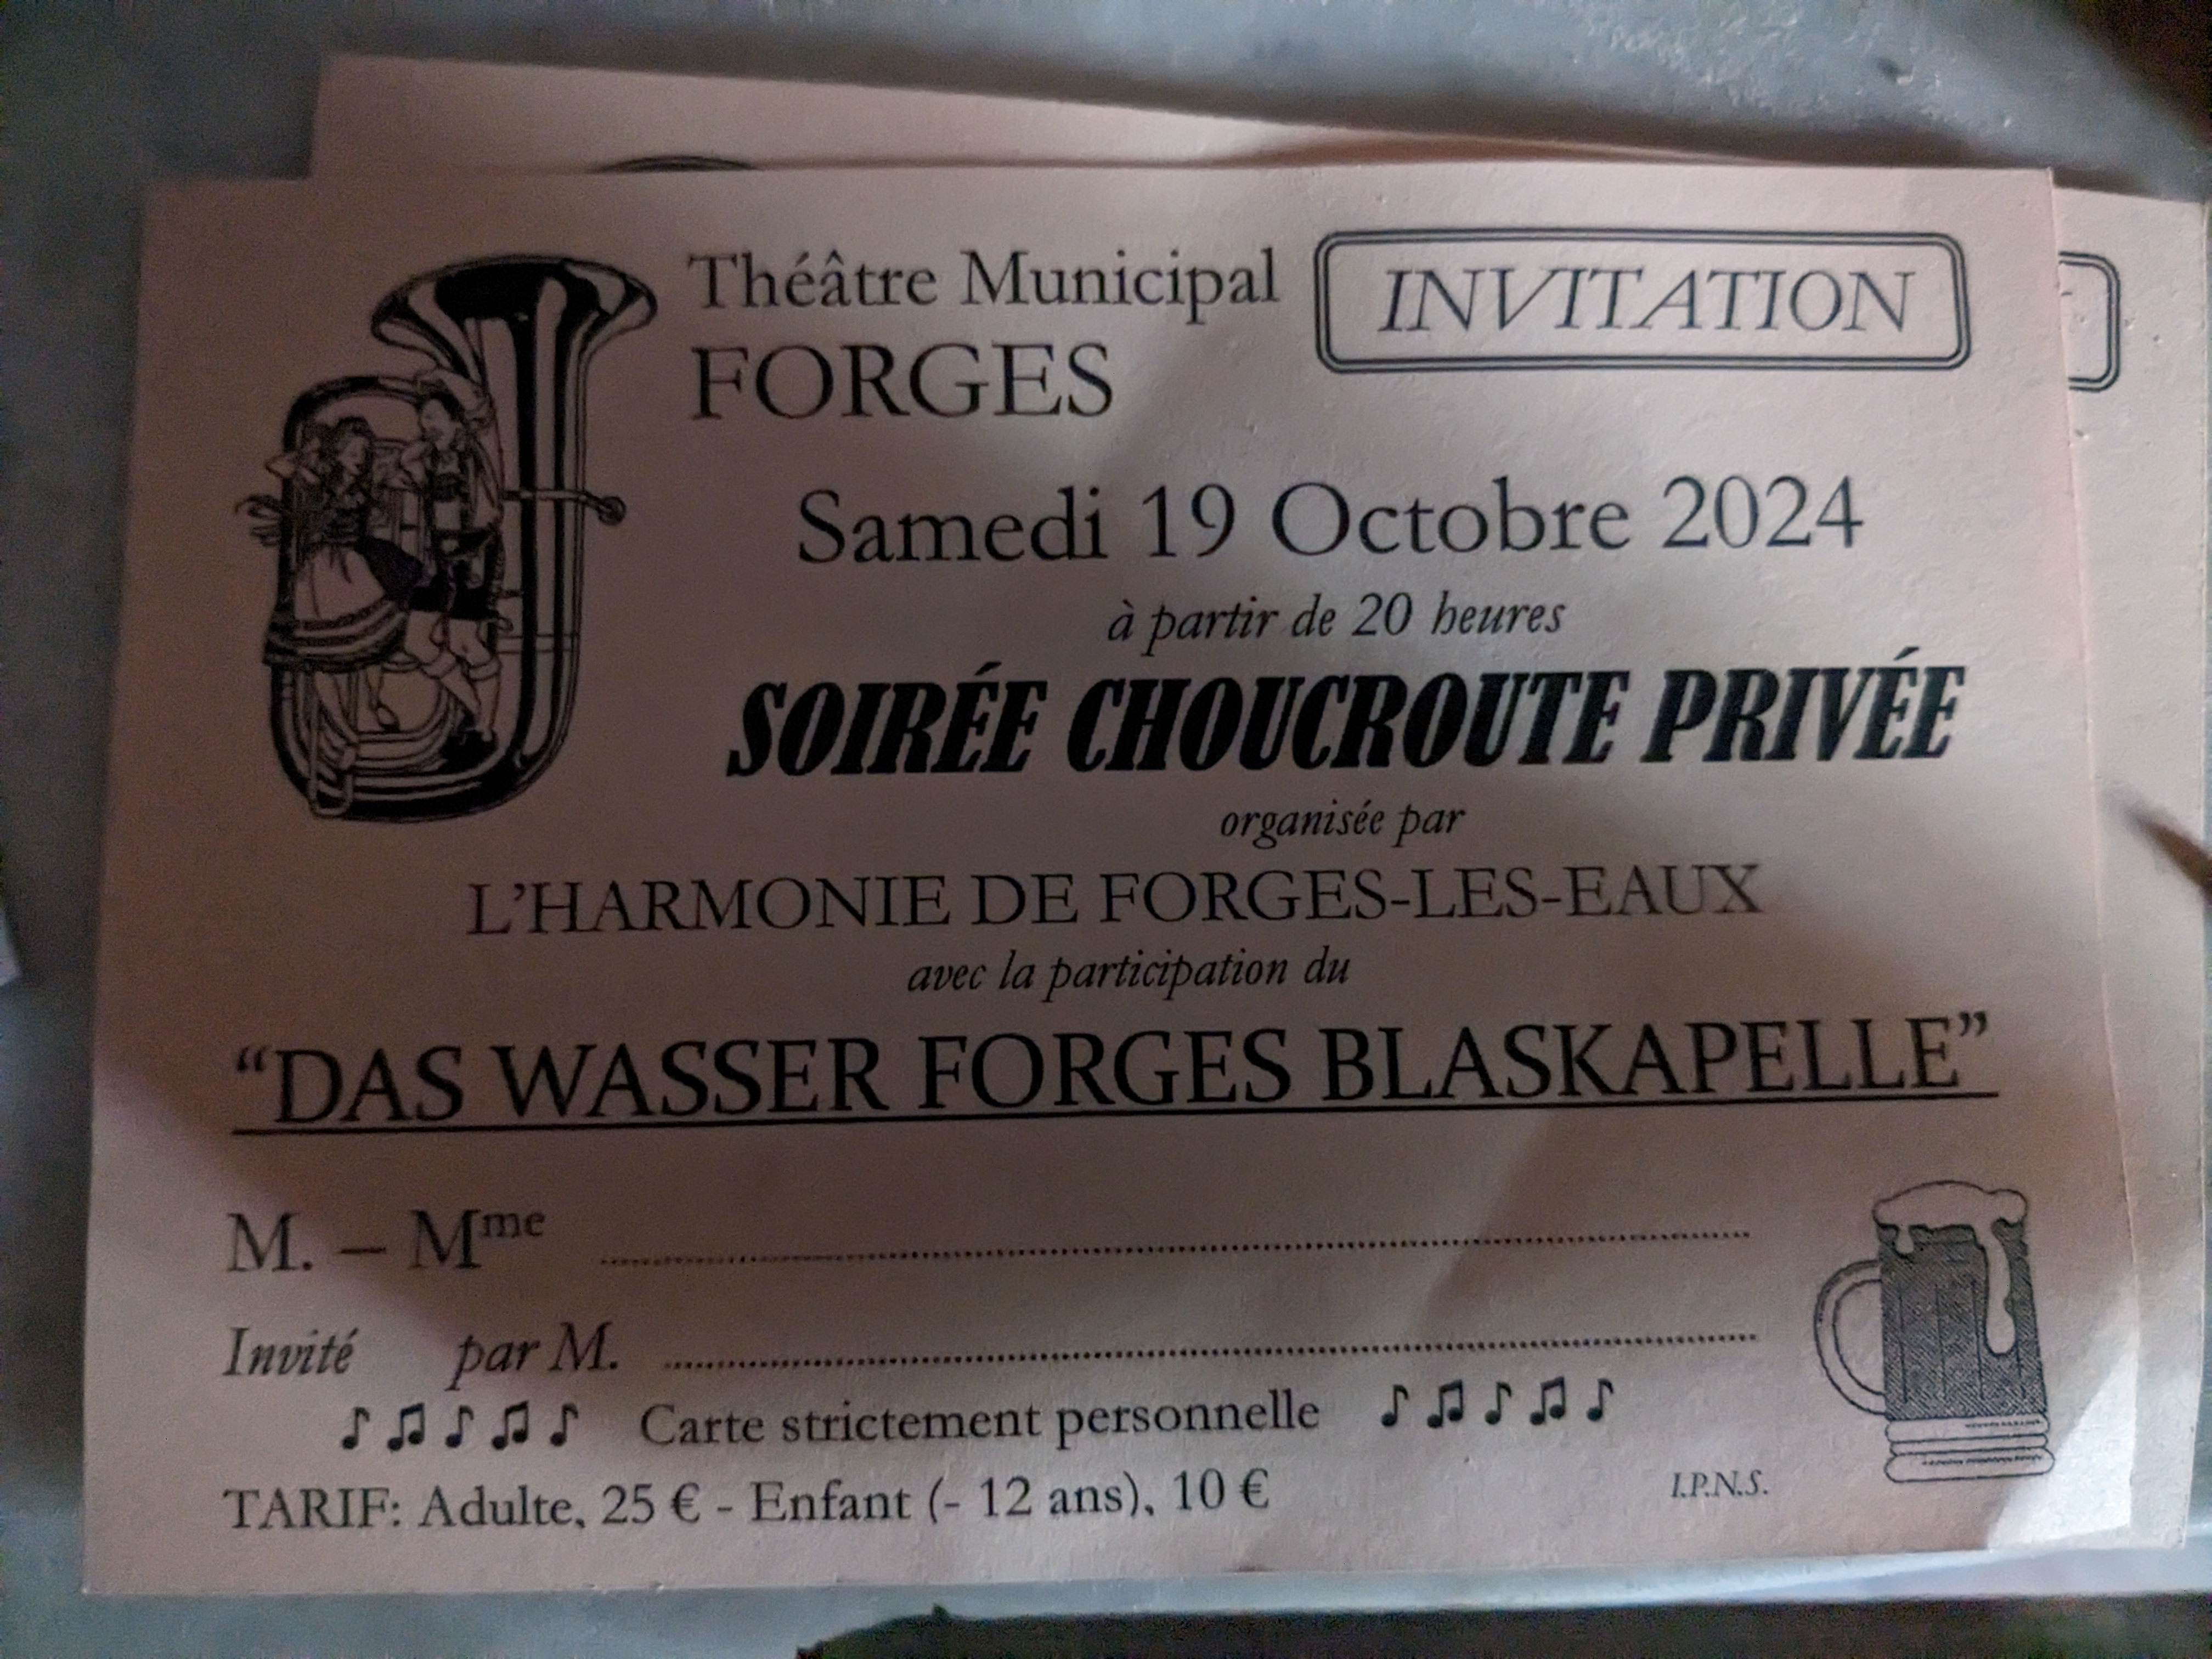 Théâtre Municipal
INVITATION
FORGES
Samedi 19 Octobre 2024
à partir de 20 heures
SOIRÉE CHOUCROUTE PRIVÉE
organisée par
L'HARMONIE DE FORGES-LES-EAUX
avec la participation du
“DAS WASSER FORGES BLASKAPELLE”
M. – Mme
Invité par M.
♪ ♫ ♪ ♫ ♪ Carte strictement personnelle ♪ ♫ ♪ ♫ ♪
TARIF: Adulte, 25 € - Enfant (- 12 ans), 10 €
I.P.N.S.